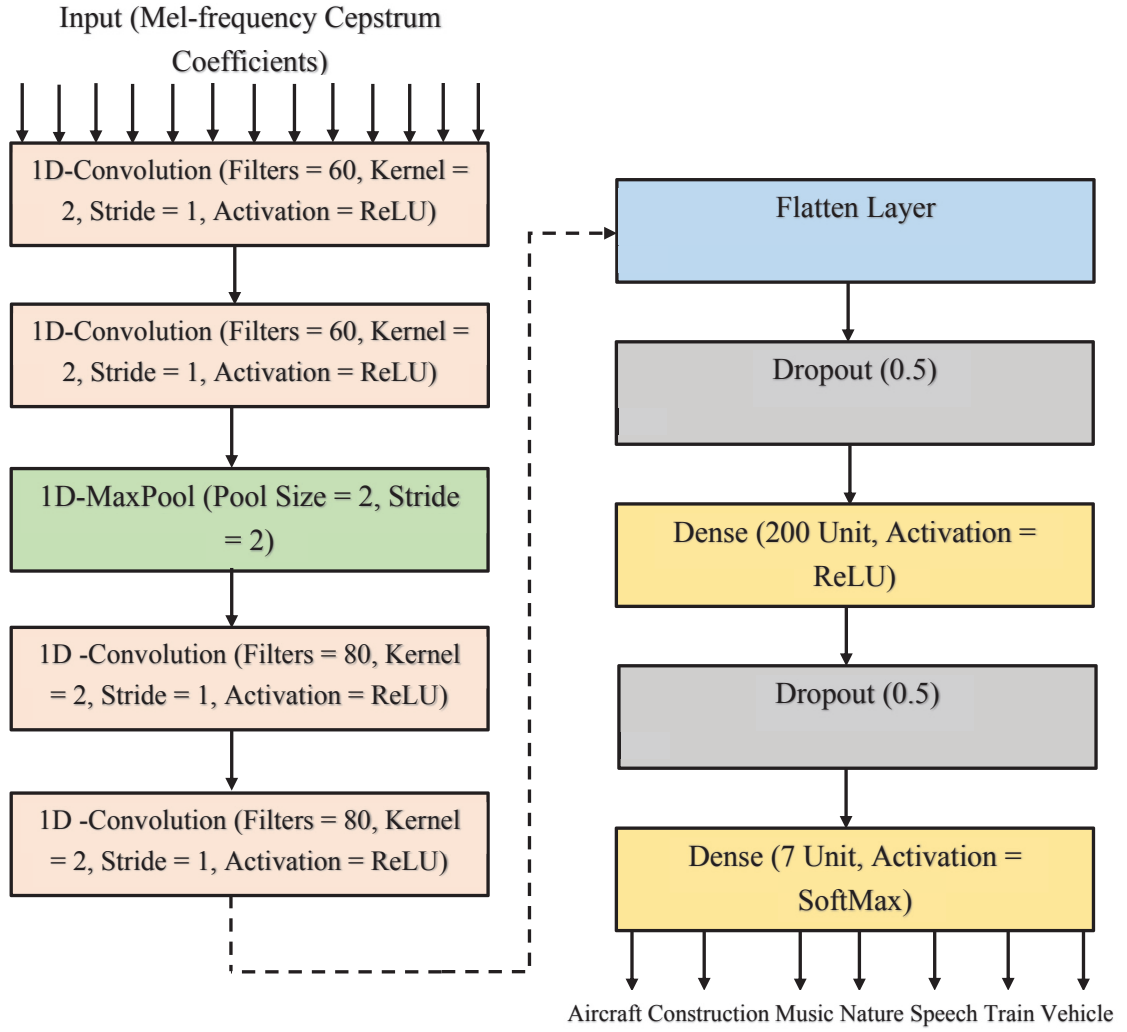 Input (Mel-frequency Cepstrum
Coefficients)
1D-Convolution (Filters = 60, Kernel =
2, Stride = 1, Activation = ReLU)
1D-Convolution (Filters = 60, Kernel =
2, Stride = 1, Activation = ReLU)
1D-MaxPool (Pool Size = 2, Stride
= 2)
1D -Convolution (Filters = 80, Kernel
= 2, Stride = 1, Activation = ReLU)
1D -Convolution (Filters = 80, Kernel
= 2, Stride = 1, Activation = ReLU)
Flatten Layer
Dropout (0.5)
Dense (200 Unit, Activation =
ReLU)
Dropout (0.5)
Dense (7 Unit, Activation =
SoftMax)
Aircraft Construction Music Nature Speech Train Vehicle